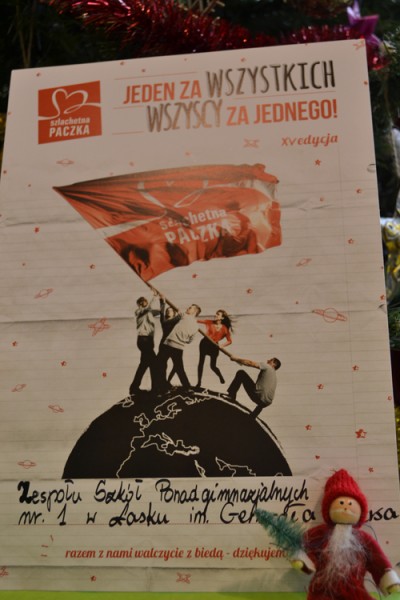 szlachetna
PACZKA
JEDEN ZA WSZYSTKICH
WSZYSCY ZA JEDNEGO!
XV edycja
szlachetna
PACZKA
Zespołu Szkół Ponadgimnazjalnych
nr. 1 w Łasku im.
razem z nami walczycie z biedą - dziękujemy